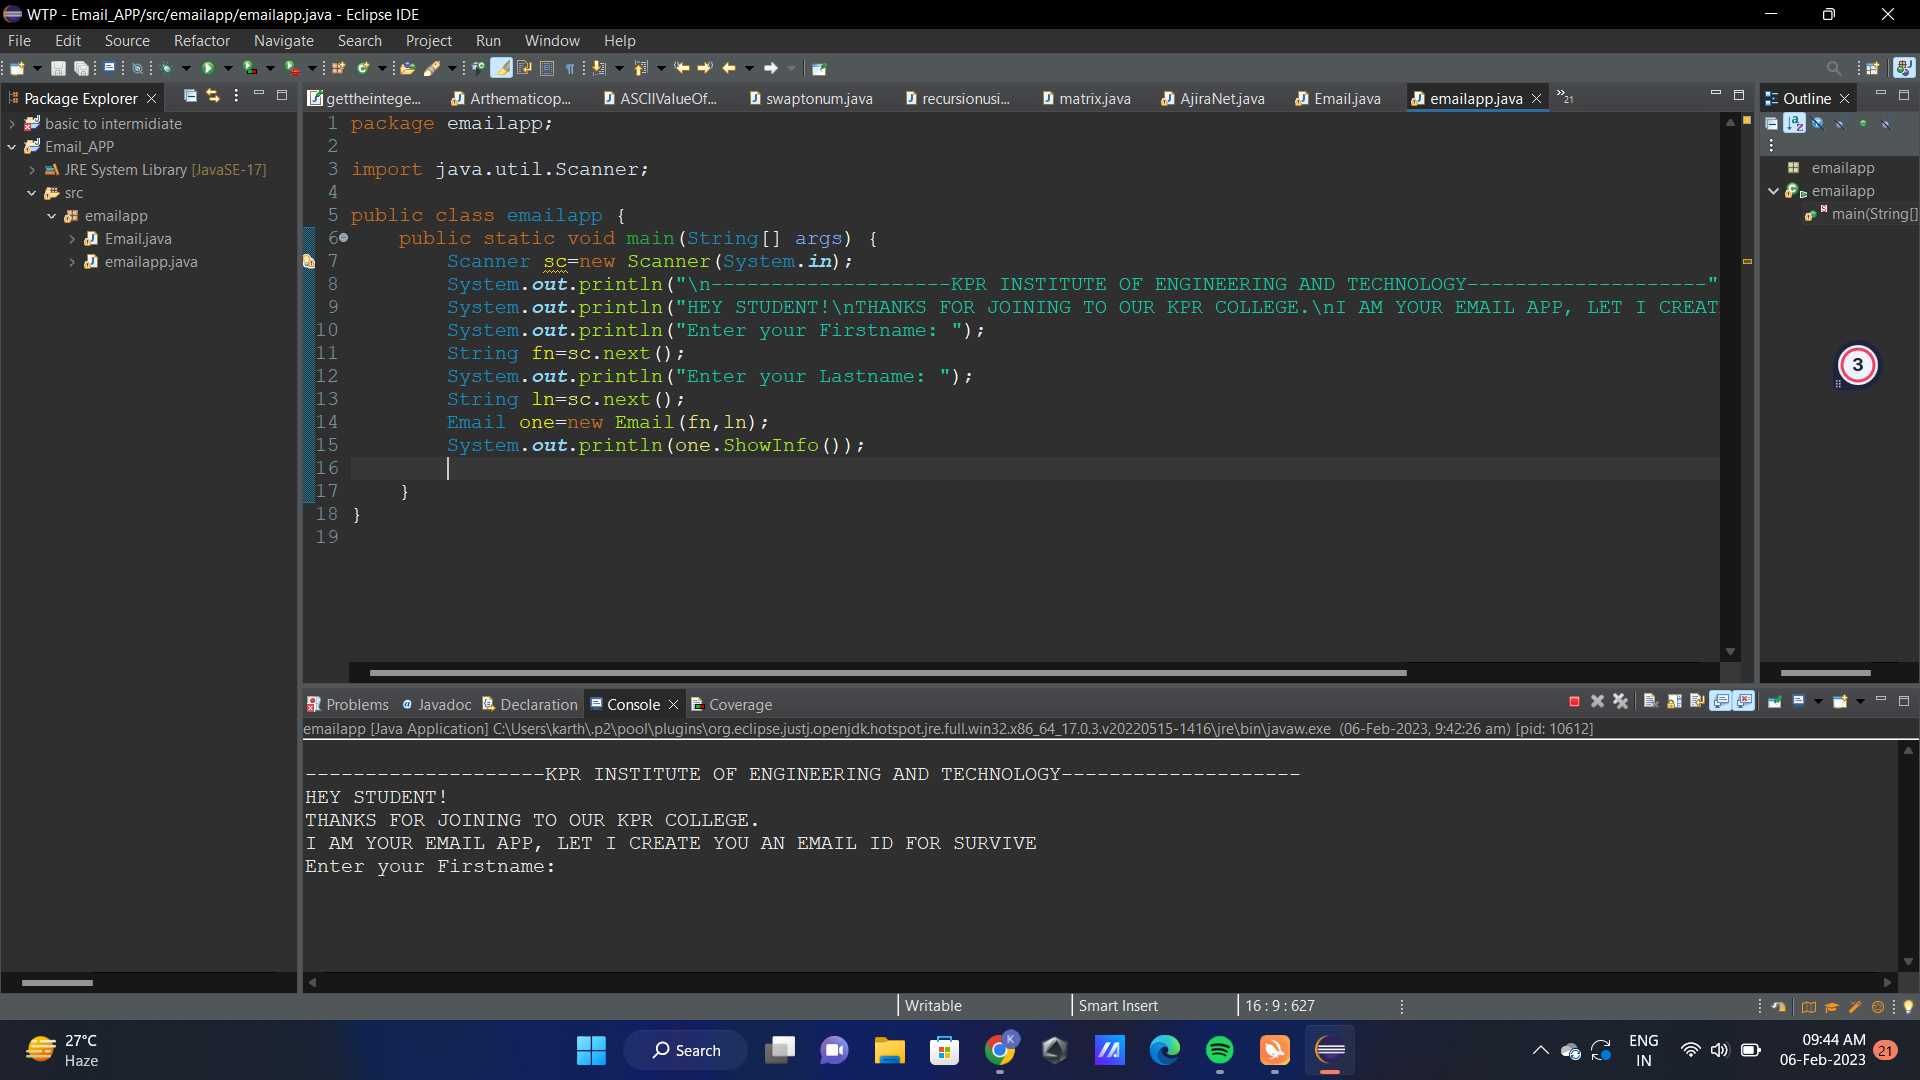 WTP - Email_APP/src/emailapp/emailapp.java - Eclipse IDE
File Edit Source Refactor Navigate Search Project Run Window Help
Package Explorer
basic to intermidiate
Email_APP
JRE System Library [JavaSE-17]
src
emailapp
Email.java
emailapp.java
gettheintege... Arthematicop... ASCIIValueOf... swaptonum.java recursionusi... matrix.java AjiraNet.java Email.java emailapp.java »21
1 package emailapp;
2
3 import java.util.Scanner;
4
5 public class emailapp {
6 public static void main(String[] args) {
7 Scanner sc=new Scanner(System.in);
8 System.out.println("\n--------------------KPR INSTITUTE OF ENGINEERING AND TECHNOLOGY--------------------"
9 System.out.println("HEY STUDENT!\nTHANKS FOR JOINING TO OUR KPR COLLEGE.\nI AM YOUR EMAIL APP, LET I CREAT
10 System.out.println("Enter your Firstname: ");
11 String fn=sc.next();
12 System.out.println("Enter your Lastname: ");
13 String ln=sc.next();
14 Email one=new Email(fn,ln);
15 System.out.println(one.ShowInfo());
16
17 }
18 }
19
Outline
emailapp
emailapp
main(String[]
3
Problems Javadoc Declaration Console Coverage
emailapp [Java Application] C:\Users\karth\.p2\pool\plugins\org.eclipse.justj.openjdk.hotspot.jre.full.win32.x86_64_17.0.3.v20220515-1416\jre\bin\javaw.exe (06-Feb-2023, 9:42:26 am) [pid: 10612]
--------------------KPR INSTITUTE OF ENGINEERING AND TECHNOLOGY--------------------
HEY STUDENT!
THANKS FOR JOINING TO OUR KPR COLLEGE.
I AM YOUR EMAIL APP, LET I CREATE YOU AN EMAIL ID FOR SURVIVE
Enter your Firstname:
Writable Smart Insert 16 : 9 : 627
27°C
Haze
Search
K
ENG
IN
09:44 AM
06-Feb-2023
21